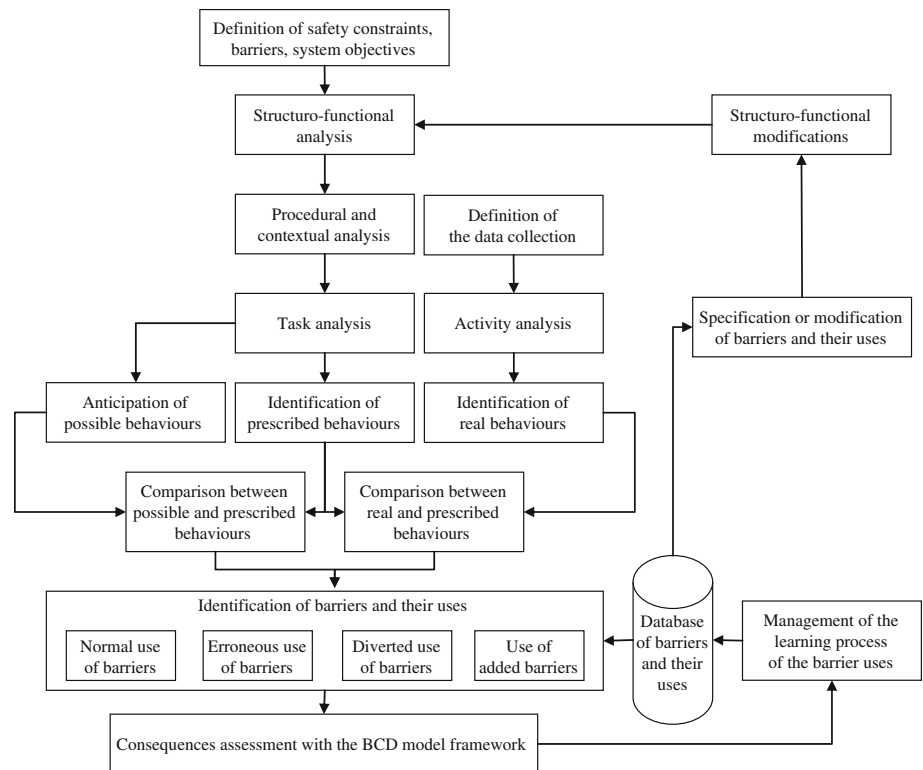 Definition of safety constraints,
barriers, system objectives
Structuro-functional
analysis
Structuro-functional
modifications
Procedural and
contextual analysis
Definition of
the data collection
Task analysis
Activity analysis
Specification or modification
of barriers and their uses
Anticipation of
possible behaviours
Identification of
prescribed behaviours
Identification of
real behaviours
Comparison between
possible and prescribed
behaviours
Comparison between
real and prescribed
behaviours
Identification of barriers and their uses
Normal use
of barriers
Erroneous use
of barriers
Diverted use
of barriers
Use of
added barriers
Database
of barriers
and their
uses
Management of the
learning process
of the barrier uses
Consequences assessment with the BCD model framework